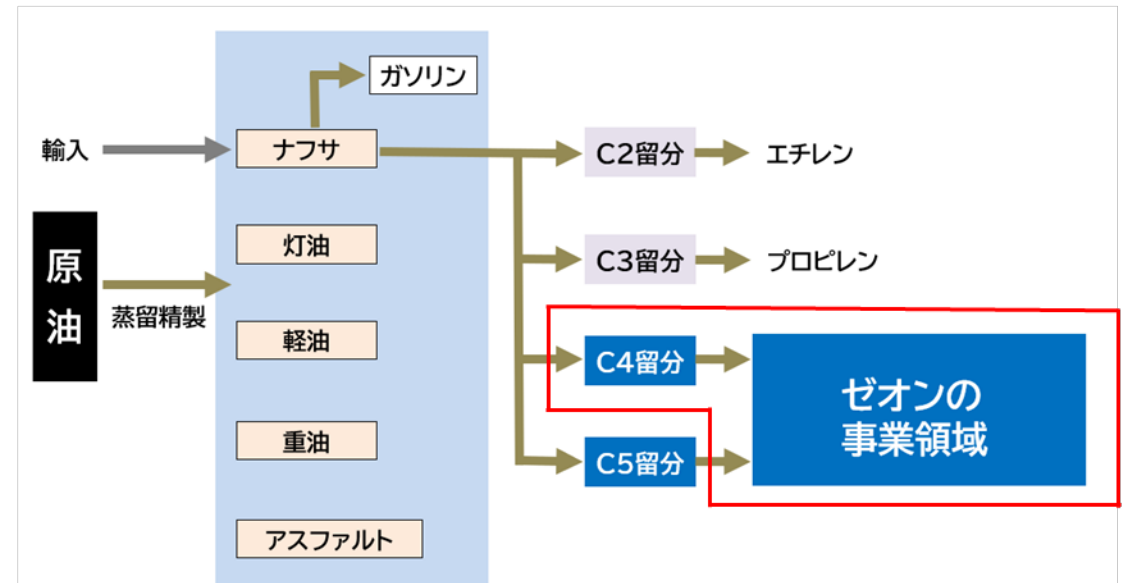 ガソリン
輸入
ナフサ
C2留分
エチレン
灯油
C3留分
プロピレン
原
油
蒸留精製
軽油
C4留分
ゼオンの
事業領域
重油
C5留分
アスファルト